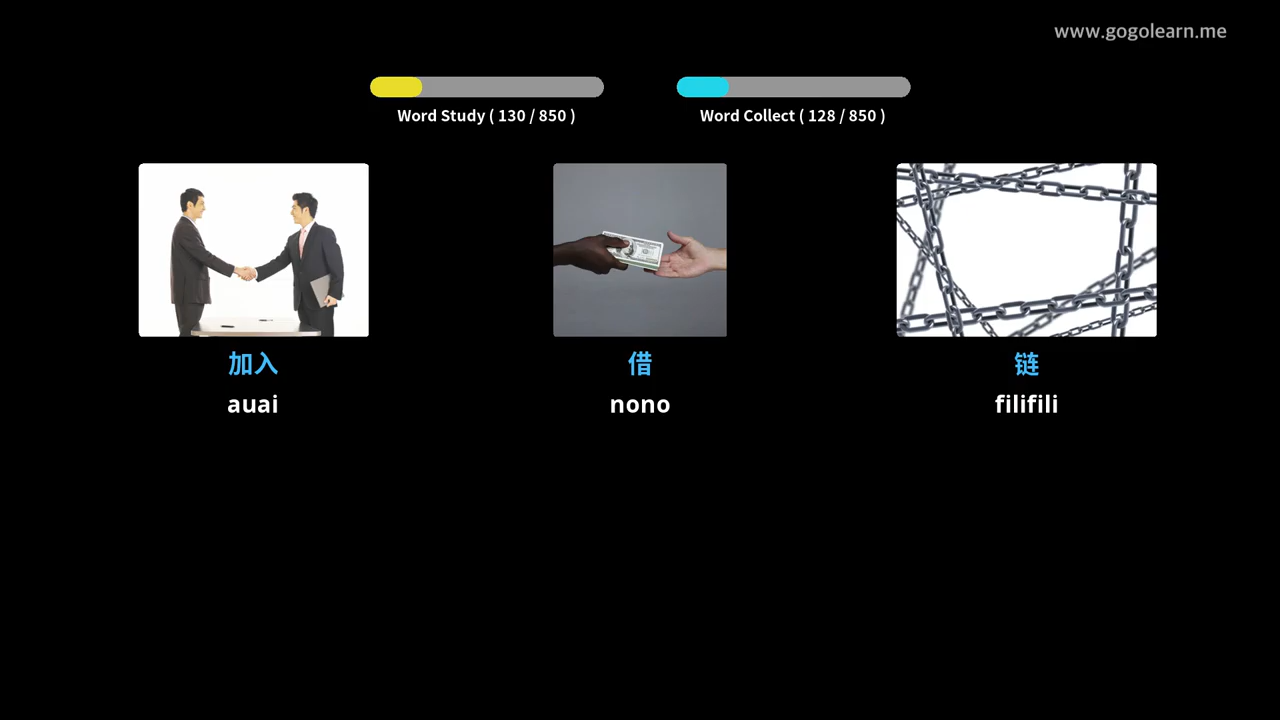 www.gogolearn.me
Word Study ( 130 / 850 )
Word Collect ( 128 / 850 )
加入
借
链
auai
nono
filifili